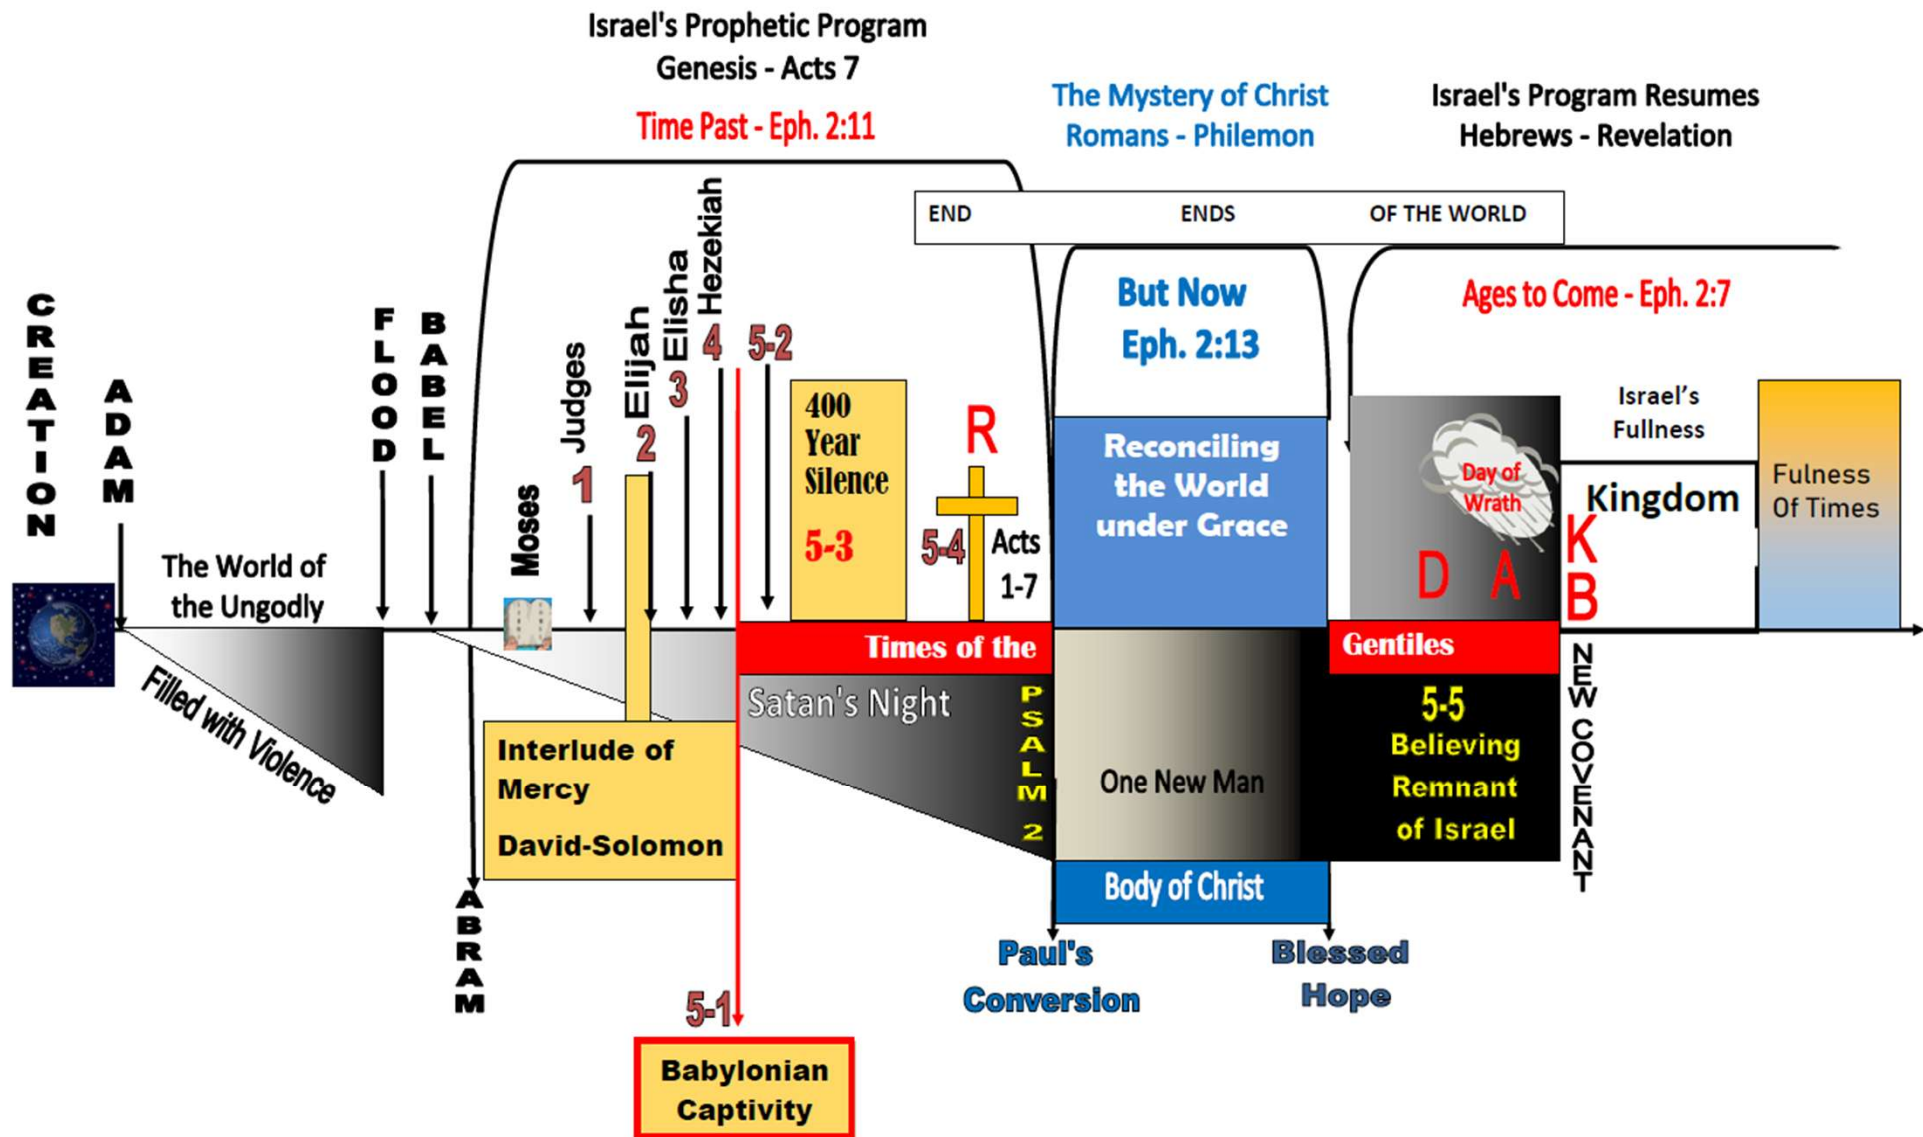 Israel's Prophetic Program
Genesis - Acts 7
Time Past - Eph. 2:11
The Mystery of Christ
Romans - Philemon
Israel's Program Resumes
Hebrews - Revelation
END ENDS OF THE WORLD
CREATION
ADAM
FLOOD
BABEL
ABRAM
The World of
the Ungodly
Filled with Violence
Moses
Judges
1
Elijah
2
Elisha
3
Hezekiah
4
5-2
400
Year
Silence
5-3
R
5-4
Acts
1-7
But Now
Eph. 2:13
Reconciling
the World
under Grace
Ages to Come - Eph. 2:7
Day of
Wrath
D A
K
B
Israel’s
Fullness
Kingdom
Fulness
Of Times
Times of the
Gentiles
Satan's Night
PSALM 2
Interlude of
Mercy
David-Solomon
One New Man
5-5
Believing
Remnant
of Israel
NEW COVENANT
Body of Christ
Paul's
Conversion
Blessed
Hope
5-1
Babylonian
Captivity